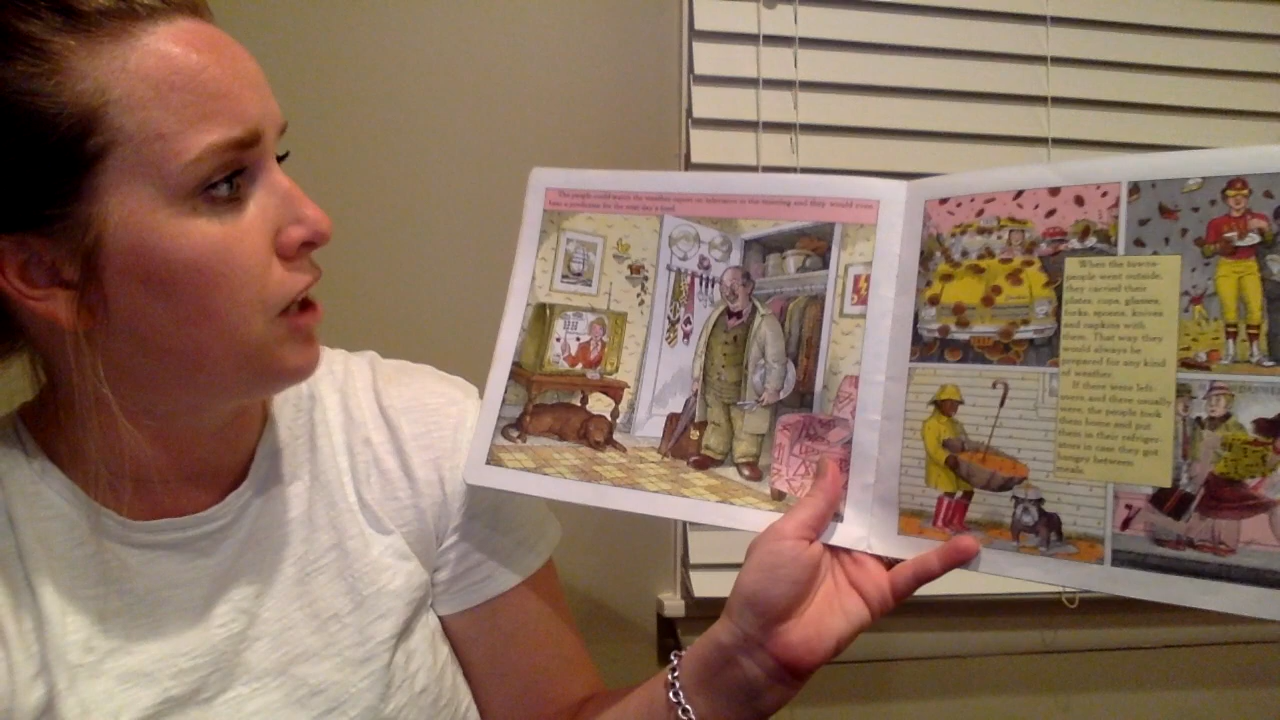 The people could watch the weather report on television in the morning and they would even
hear a prediction for the next day's food.
When the towns-
people went outside,
they carried their
plates, cups, glasses,
forks, spoons, knives
and napkins with
them. That way they
would always be
prepared for any kind
of weather.
If there were left-
overs, and there usually
were, the people took
them home and put
them in their refriger-
ators in case they got
hungry between
meals.